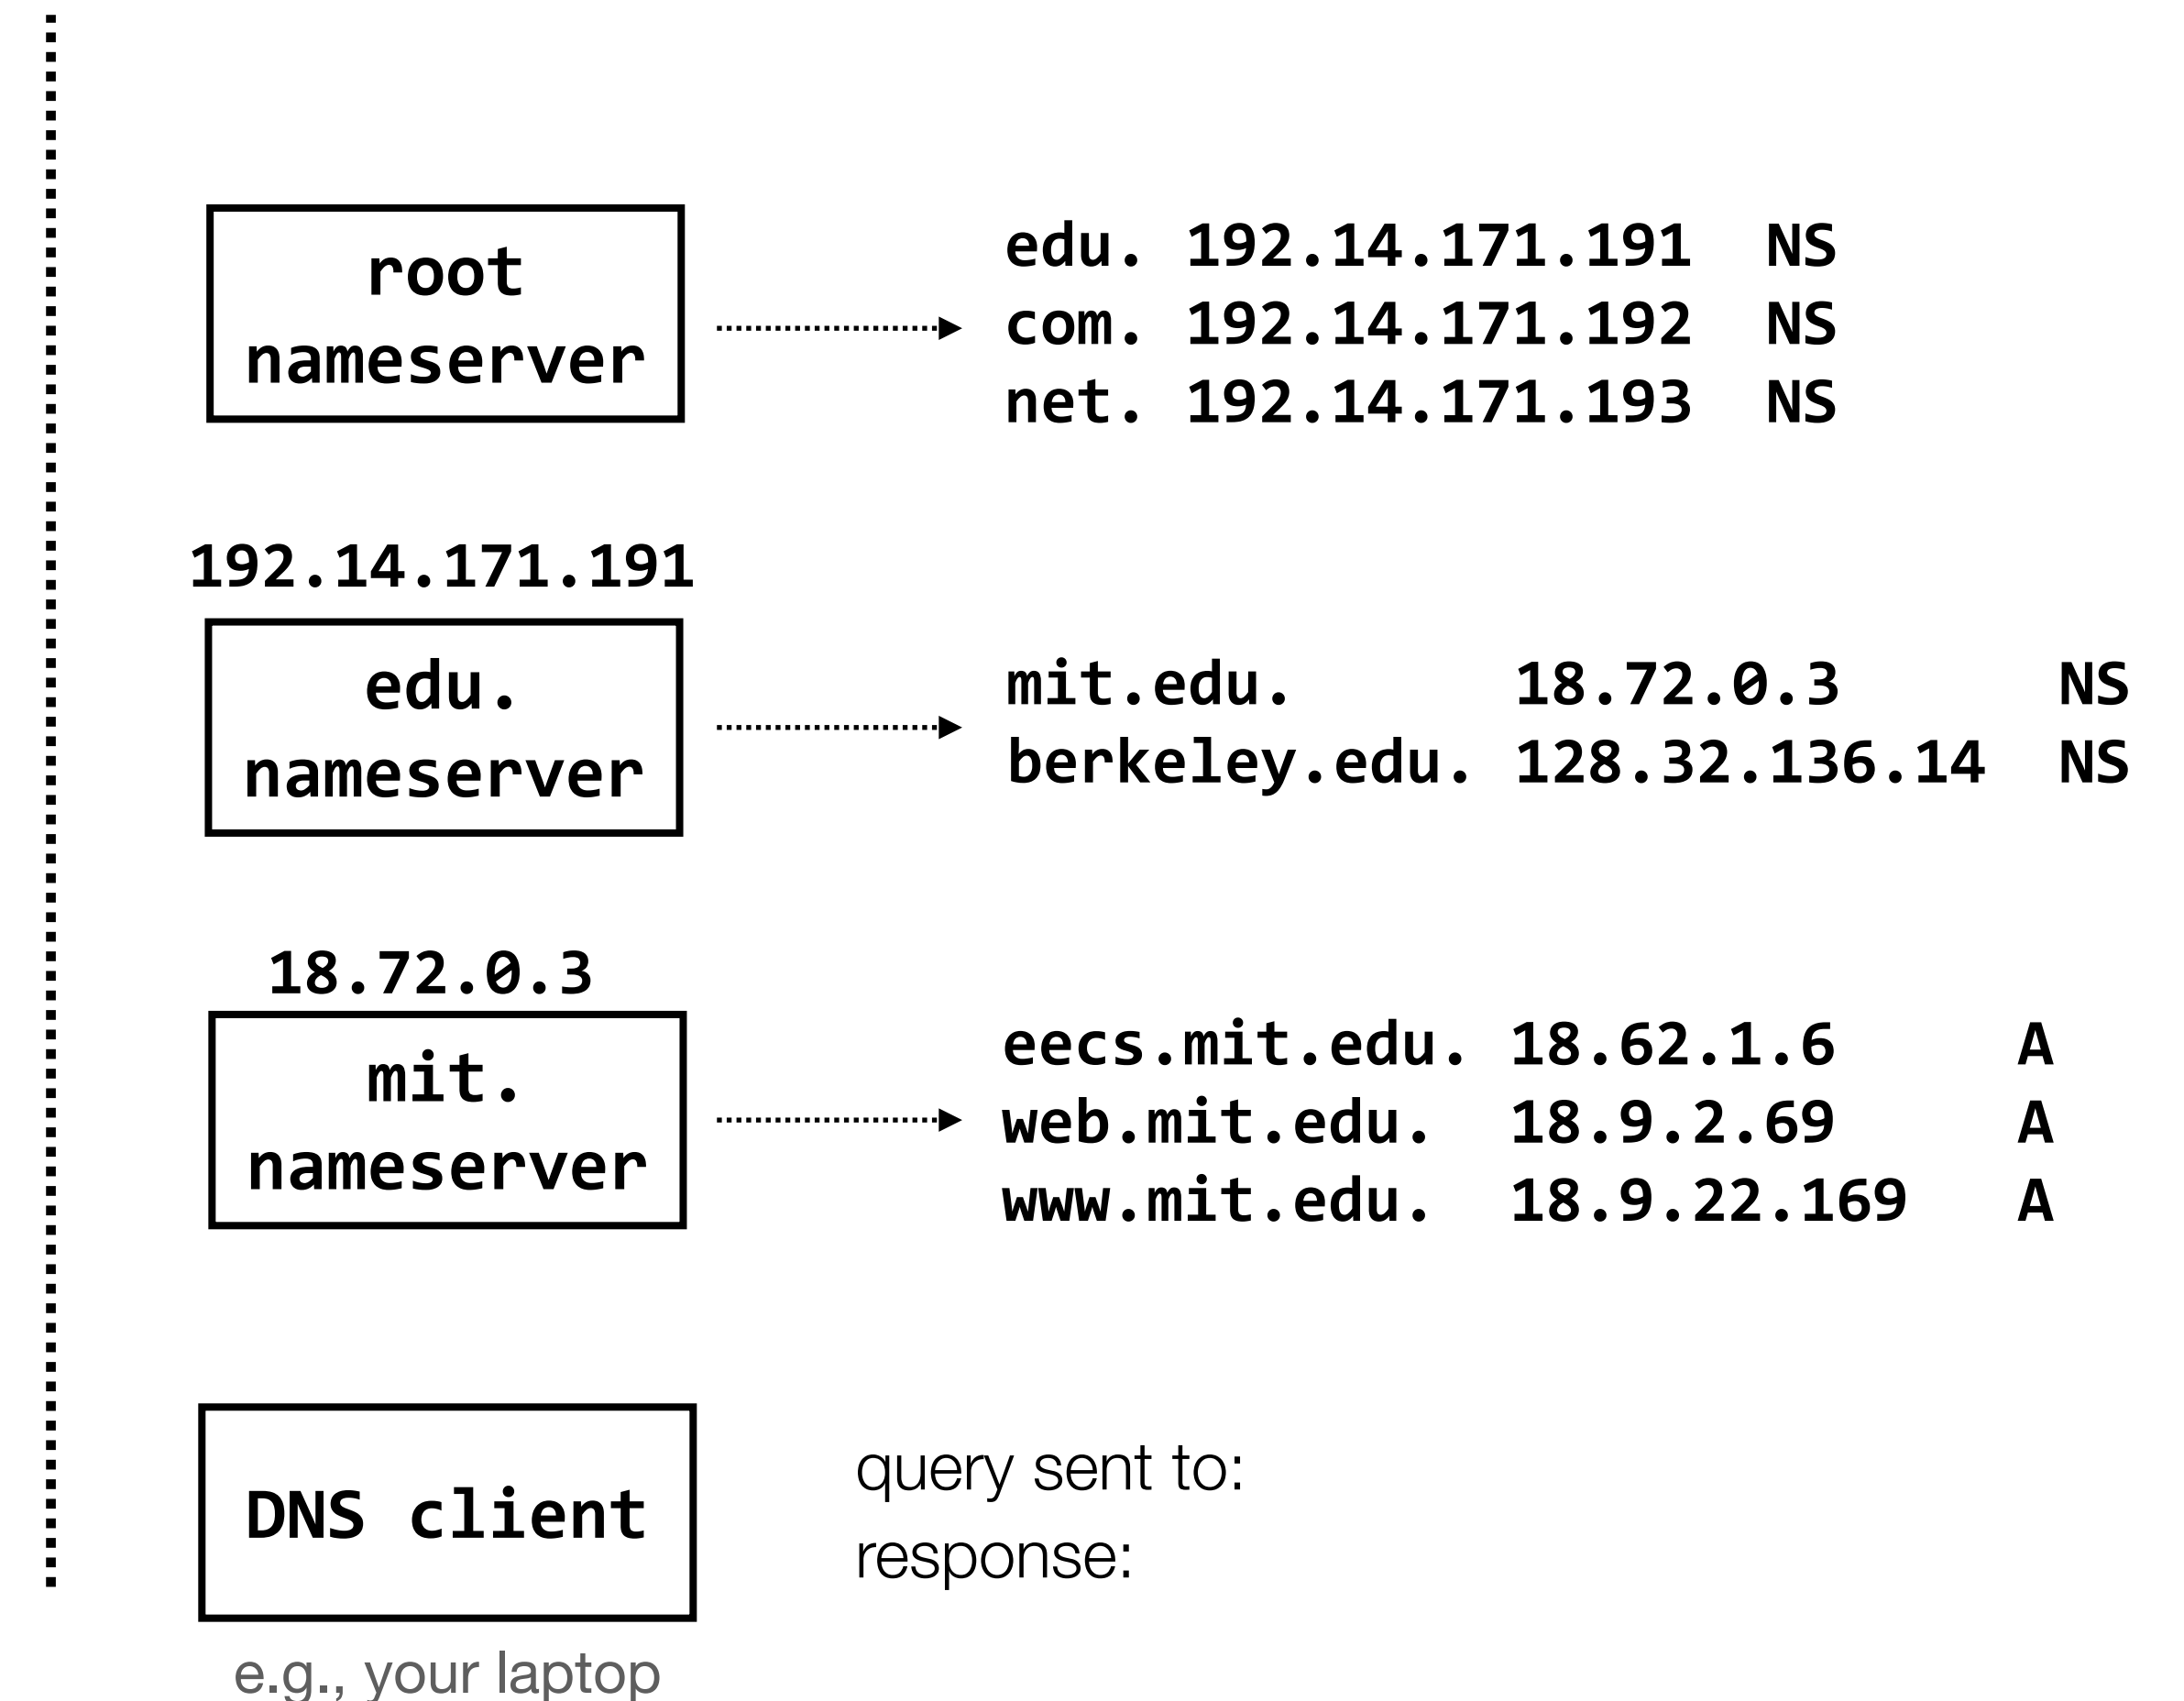 root
nameserver
edu. 192.14.171.191 NS
com. 192.14.171.192 NS
net. 192.14.171.193 NS
192.14.171.191
edu.
nameserver
mit.edu. 18.72.0.3 NS
berkeley.edu. 128.32.136.14 NS
18.72.0.3
mit.
nameserver
eecs.mit.edu. 18.62.1.6 A
web.mit.edu. 18.9.2.69 A
www.mit.edu. 18.9.22.169 A
DNS client
query sent to:
response:
e.g., your laptop